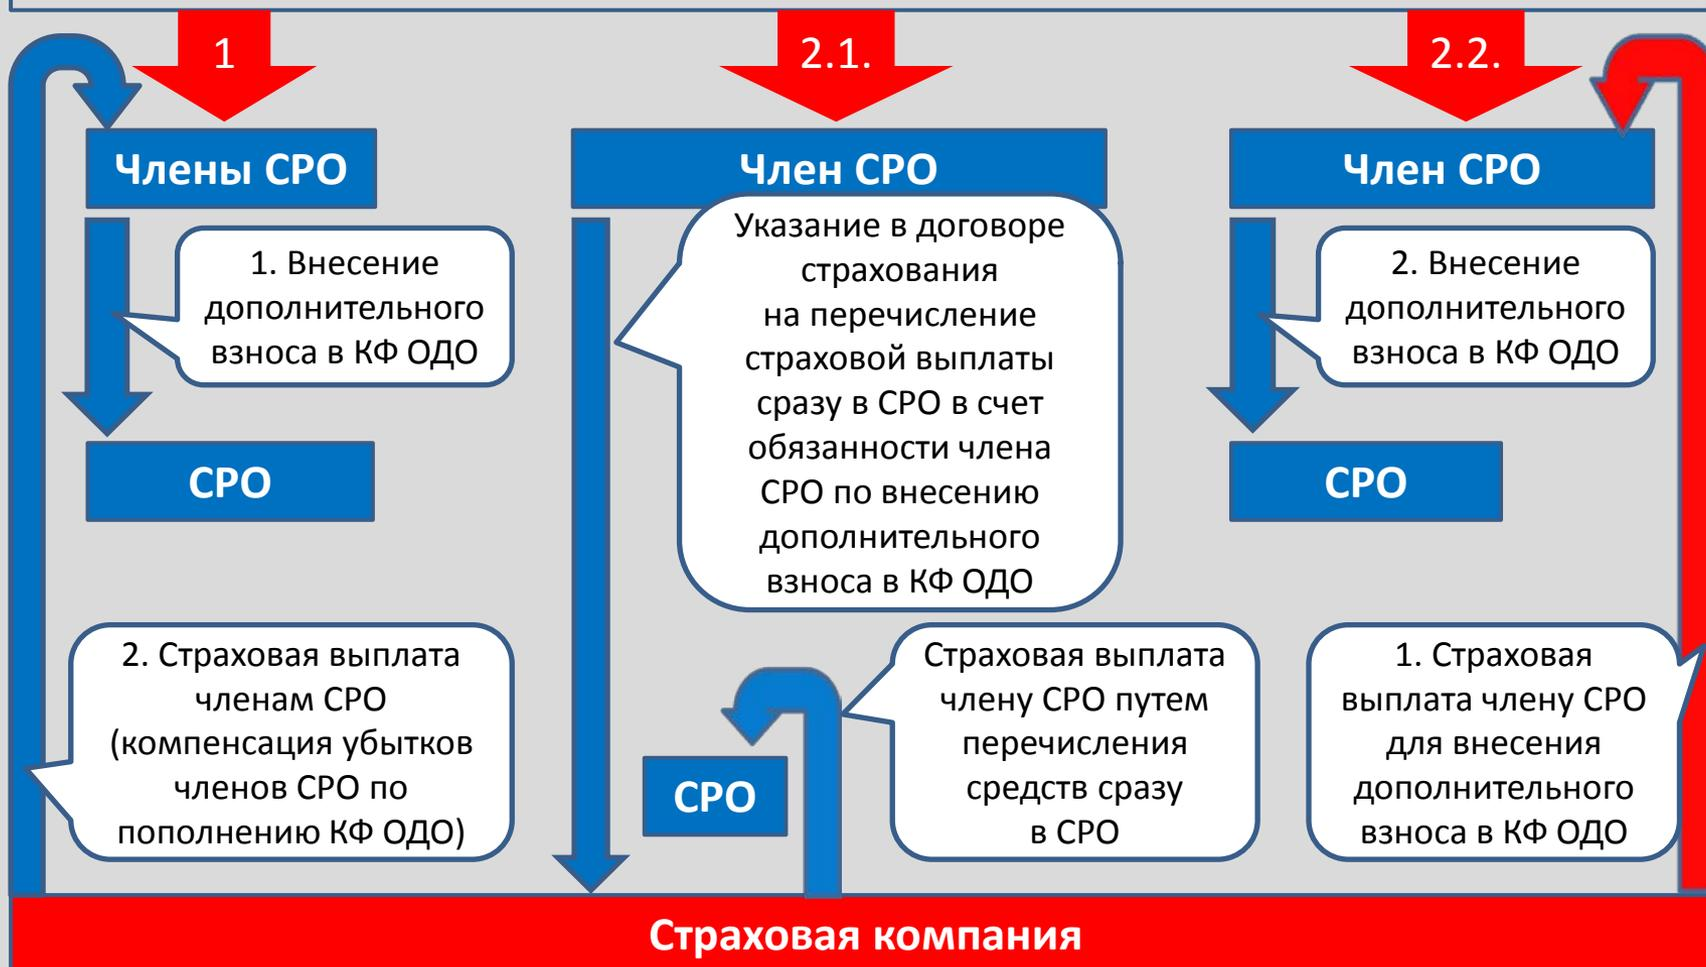 1
2.1.
2.2.
Члены СРО
Член СРО
Член СРО
1. Внесение
дополнительного
взноса в КФ ОДО
Указание в договоре
страхования
на перечисление
страховой выплаты
сразу в СРО в счет
обязанности члена
СРО по внесению
дополнительного
взноса в КФ ОДО
2. Внесение
дополнительного
взноса в КФ ОДО
СРО
СРО
2. Страховая выплата
членам СРО
(компенсация убытков
членов СРО по
пополнению КФ ОДО)
СРО
Страховая выплата
члену СРО путем
перечисления
средств сразу
в СРО
1. Страховая
выплата члену СРО
для внесения
дополнительного
взноса в КФ ОДО
Страховая компания